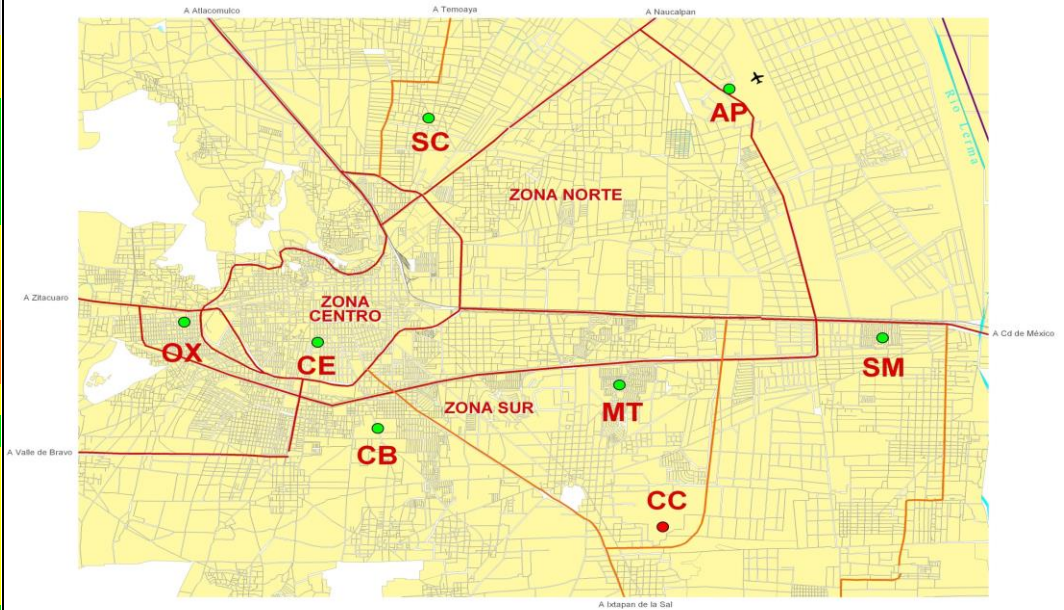 A Atlacomulco
A Temoaya
A Naucalpan
AP
SC
Río Lerma
ZONA NORTE
A Zitacuaro
ZONA
CENTRO
A Cd de México
OX
CE
SM
MT
ZONA SUR
CB
A Valle de Bravo
CC
A Ixtapan de la Sal